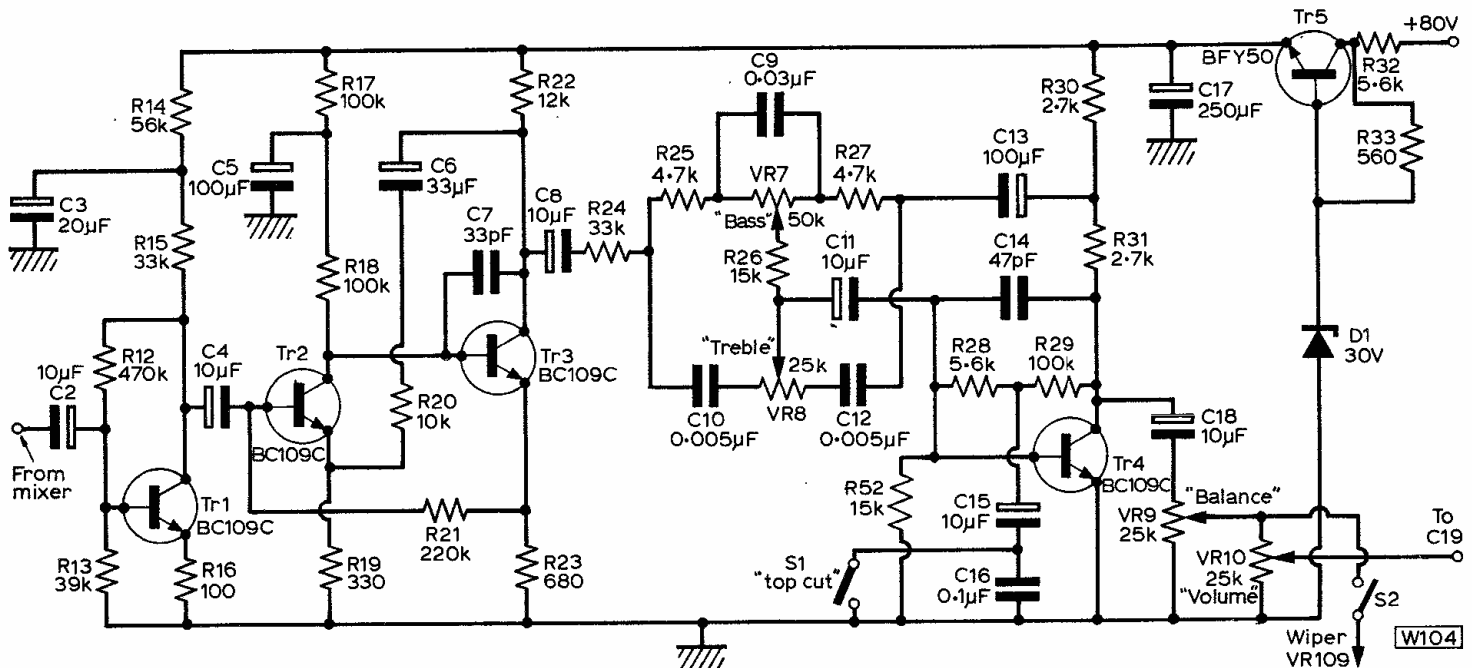 Tr5
+80V
BFY50
R32
5·6k
R14
56k
R17
100k
R22
12k
C9
0·03µF
R30
2·7k
C17
250µF
R33
560
C3
20µF
C5
100µF
C6
33µF
R25
4·7k
VR7
R27
4·7k
C13
100µF
R15
33k
C7
33pF
C8
10µF
R24
33k
"Bass"
50k
R18
100k
R26
15k
C11
10µF
C14
47pF
R31
2·7k
R12
470k
C4
10µF
Tr2
Tr3
BC109C
"Treble"
25k
R28
5·6k
R29
100k
D1
30V
10µF
C2
R20
10k
C10
0·005µF
VR8
C12
0·005µF
C18
10µF
BC109C
From
mixer
Tr1
BC109C
R21
220k
R52
15k
C15
10µF
Tr4
BC109C
"Balance"
VR9
25k
To
C19
R13
39k
R16
100
R19
330
R23
680
S1
"top cut"
C16
0·1µF
VR10
25k
"Volume"
S2
Wiper
VR109
W104